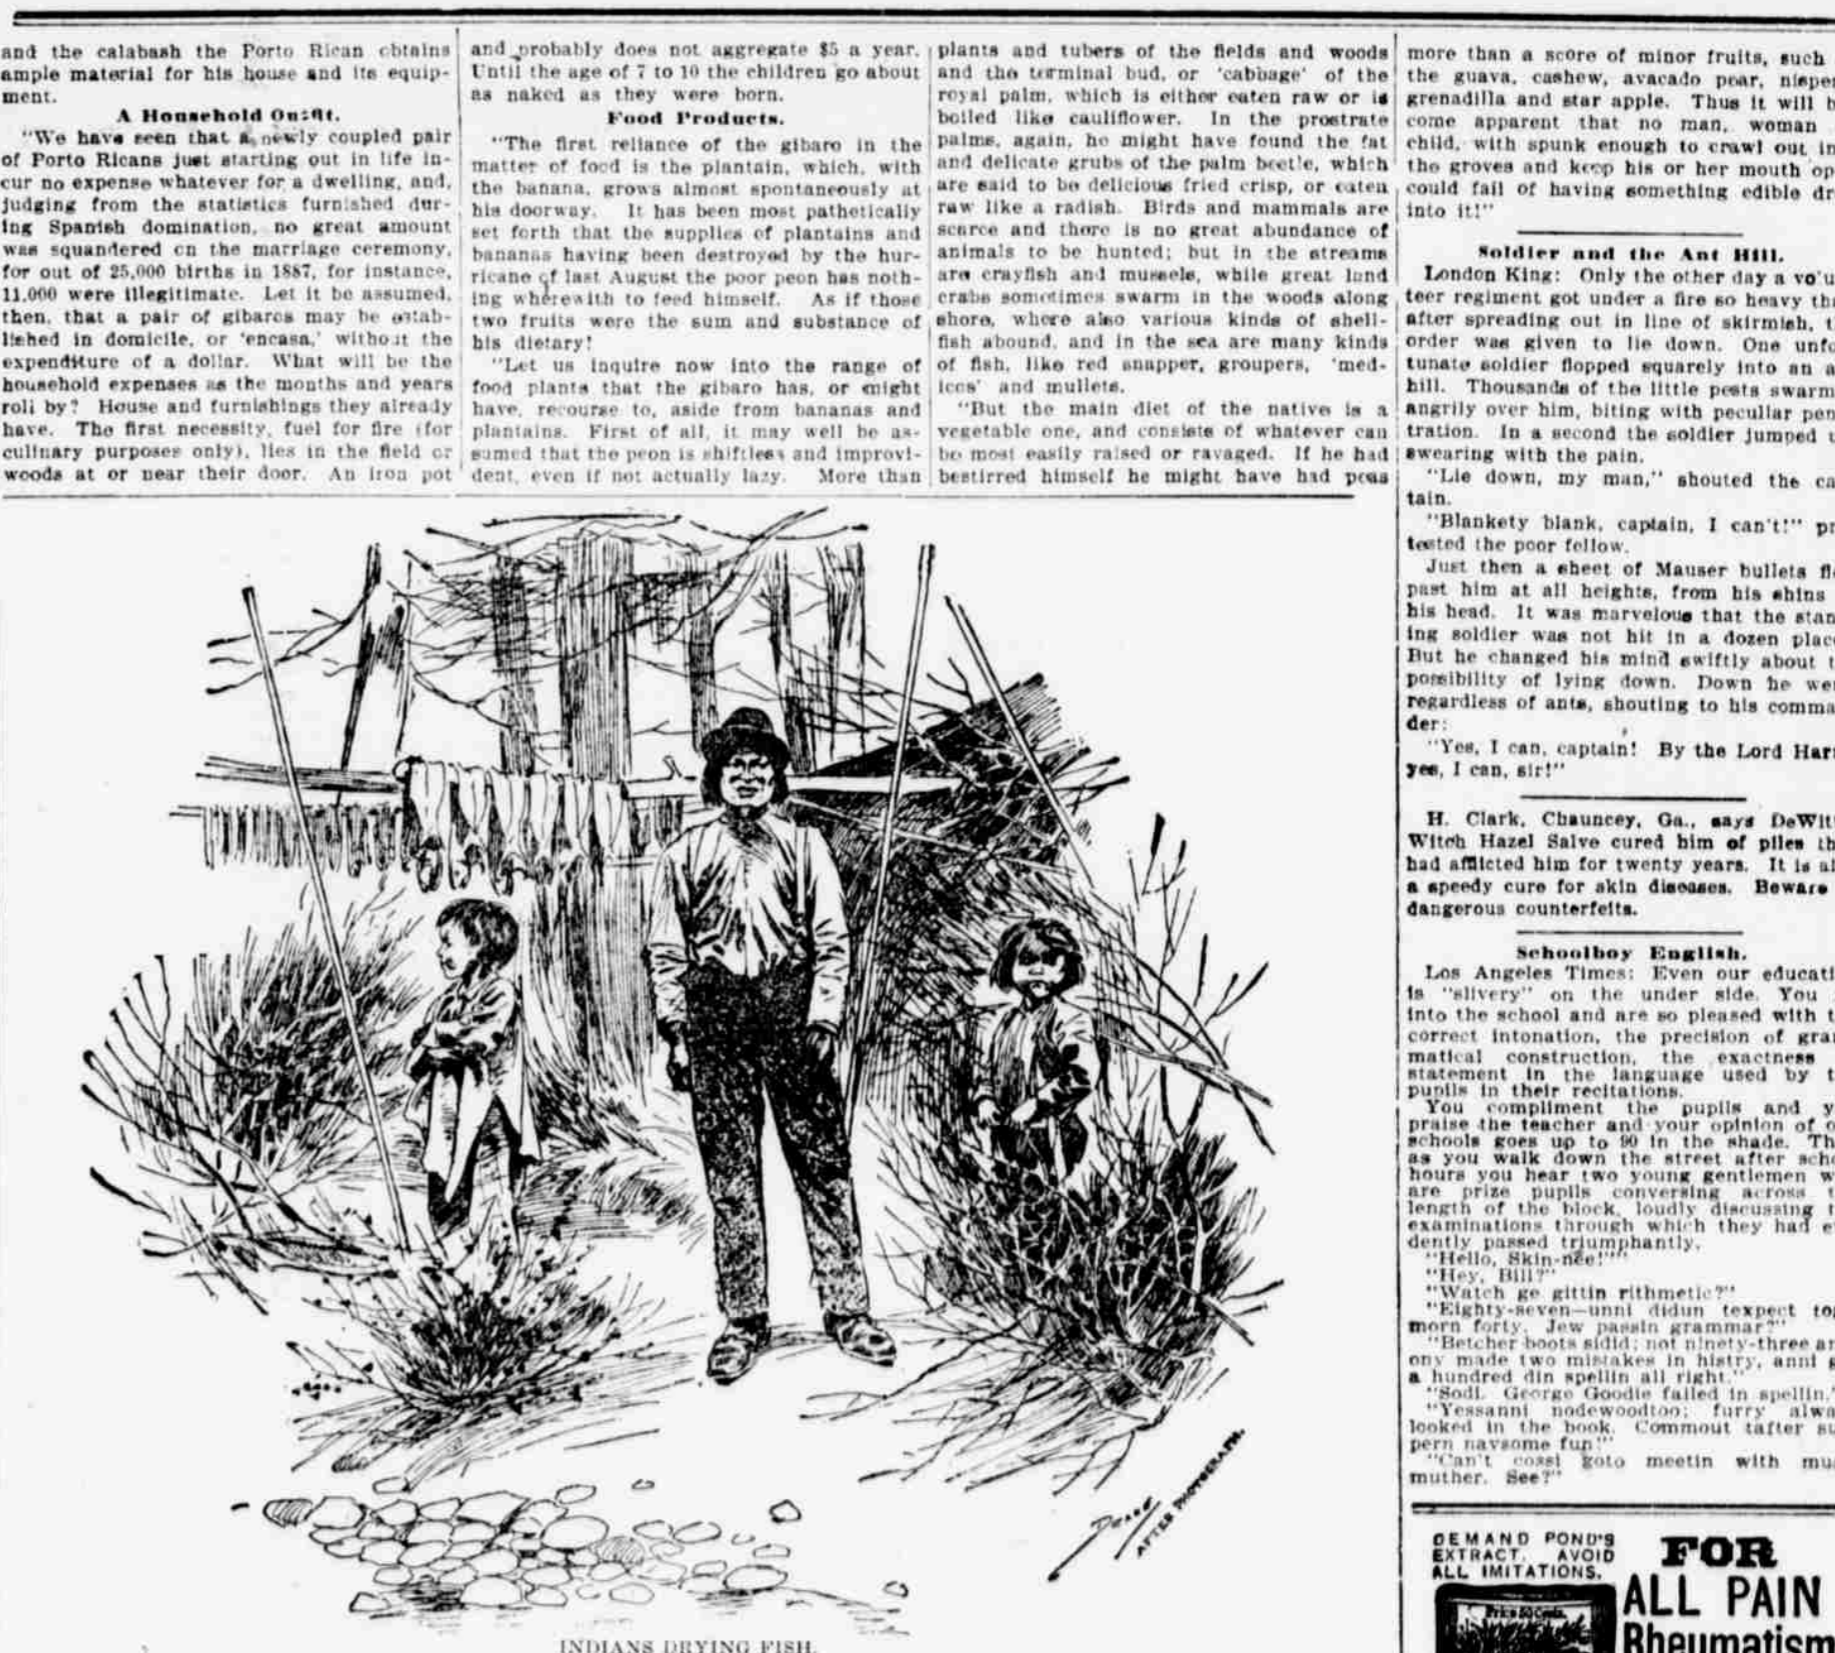 and the calabash the Porto Rican obtains
ample material for his house and its equip-
ment.
A Household Outfit.
"We have seen that a newly coupled pair
of Porto Ricans just starting out in life in-
cur no expense whatever for a dwelling, and,
judging from the statistics furnished dur-
ing Spanish domination, no great amount
was squandered on the marriage ceremony,
for out of 25,000 births in 1887, for instance,
11,000 were illegitimate. Let it be assumed,
then, that a pair of gibaros may be estab-
lished in domicile, or 'encasa,' without the
expenditure of a dollar. What will be the
household expenses as the months and years
roll by? House and furnishings they already
have. The first necessity, fuel for fire (for
culinary purposes only), lies in the field or
woods at or near their door. An iron pot
and probably does not aggregate $5 a year.
Until the age of 7 to 10 the children go about
as naked as they were born.
Food Products.
"The first reliance of the gibaro in the
matter of food is the plantain, which, with
the banana, grows almost spontaneously at
his doorway. It has been most pathetically
set forth that the supplies of plantains and
bananas having been destroyed by the hur-
ricane of last August the poor peon has noth-
ing wherewith to feed himself. As if those
two fruits were the sum and substance of
his dietary!
"Let us inquire now into the range of
food plants that the gibaro has, or might
have, recourse to, aside from bananas and
plantains. First of all, it may well be as-
sumed that the peon is shiftless and improvi-
dent, even if not actually lazy. More than
plants and tubers of the fields and woods
and the terminal bud, or 'cabbage' of the
royal palm, which is either eaten raw or is
boiled like cauliflower. In the prostrate
palms, again, he might have found the fat
and delicate grubs of the palm beetle, which
are said to be delicious fried crisp, or eaten
raw like a radish. Birds and mammals are
scarce and there is no great abundance of
animals to be hunted; but in the streams
are crayfish and mussels, while great land
crabs sometimes swarm in the woods along
shore, where also various kinds of shell-
fish abound, and in the sea are many kinds
of fish, like red snapper, groupers, 'med-
icos' and mullets.
"But the main diet of the native is a
vegetable one, and consists of whatever can
be most easily raised or ravaged. If he had
bestirred himself he might have had peas
INDIANS DRYING FISH.
AFTER PHOTOGRAPH.
more than a score of minor fruits, such
the guava, cashew, avacado pear, nisper
grenadilla and star apple. Thus it will b
come apparent that no man, woman
child, with spunk enough to crawl out in
the groves and keep his or her mouth op
could fail of having something edible dr
into it!"
Soldier and the Ant Hill.
London King: Only the other day a vo'u
teer regiment got under a fire so heavy th
after spreading out in line of skirmish, t
order was given to lie down. One unfo
tunate soldier flopped squarely into an a
hill. Thousands of the little pests swarm
angrily over him, biting with peculiar pen
tration. In a second the soldier jumped u
swearing with the pain.
"Lie down, my man," shouted the ca
tain.
"Blankety blank, captain, I can't!" pr
tested the poor fellow.
Just then a sheet of Mauser bullets fl
past him at all heights, from his shins
his head. It was marvelous that the stan
ing soldier was not hit in a dozen place
But he changed his mind swiftly about t
possibility of lying down. Down he we
regardless of ants, shouting to his comma
der:
"Yes, I can, captain! By the Lord Har
yes, I can, sir!"
H. Clark, Chauncey, Ga., says DeWit
Witch Hazel Salve cured him of piles th
had afflicted him for twenty years. It is al
a speedy cure for skin diseases. Beware
dangerous counterfeits.
Schoolboy English.
Los Angeles Times: Even our educati
is "slivery" on the under side. You
into the school and are so pleased with t
correct intonation, the precision of gra
matical construction, the exactness
statement in the language used by t
pupils in their recitations.
You compliment the pupils and y
praise the teacher and your opinion of o
schools goes up to 90 in the shade. Th
as you walk down the street after scho
hours you hear two young gentlemen w
are prize pupils conversing across t
length of the block, loudly discussing t
examinations through which they had e
dently passed triumphantly.
"Hello, Skin-nee!"
"Hey, Bill?"
"Watch ge gittin rithmetic?"
"Eighty-seven—unni didun texpect to
morn forty. Jew passin grammar?"
"Betcher boots sidid; not ninety-three an
ony made two mistakes in histry, anni g
a hundred din spellin all right."
"Sodi. George Goodie failed in spellin."
"Yessanni nodewoodtoo; furry alwa
looked in the book. Commout tafter su
pern navsome fun!"
"Can't cossi goto meetin with mu
muther. See?"
DEMAND POND'S
EXTRACT. AVOID
ALL IMITATIONS.
FOR
ALL PAIN
Rheumatism